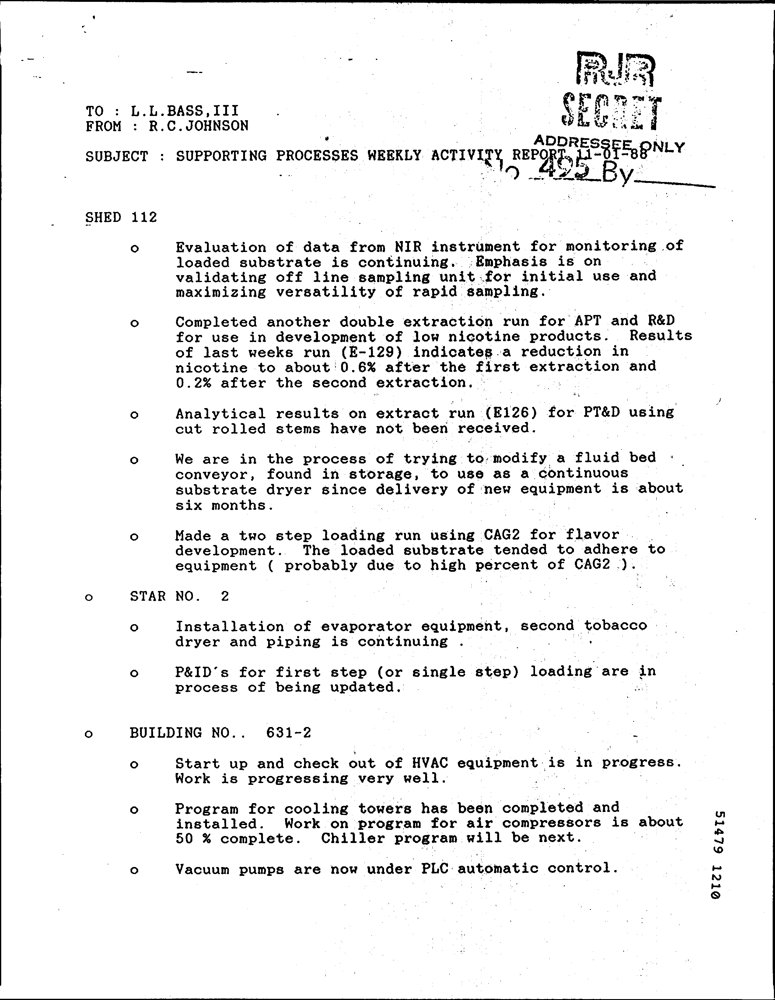 RJR
SECRET
TO : L.L.BASS,III
FROM : R.C.JOHNSON
ADDRESSEE ONLY
SUBJECT : SUPPORTING PROCESSES WEEKLY ACTIVITY REPORT, 11-01-88
No 495 By
SHED 112
o Evaluation of data from NIR instrument for monitoring of
loaded substrate is continuing. Emphasis is on
validating off line sampling unit for initial use and
maximizing versatility of rapid sampling.
o Completed another double extraction run for APT and R&D
for use in development of low nicotine products. Results
of last weeks run (E-129) indicates a reduction in
nicotine to about 0.6% after the first extraction and
0.2% after the second extraction.
o Analytical results on extract run (E126) for PT&D using
cut rolled stems have not been received.
o We are in the process of trying to modify a fluid bed
conveyor, found in storage, to use as a continuous
substrate dryer since delivery of new equipment is about
six months.
o Made a two step loading run using CAG2 for flavor
development. The loaded substrate tended to adhere to
equipment ( probably due to high percent of CAG2 ).
o STAR NO. 2
o Installation of evaporator equipment, second tobacco
dryer and piping is continuing .
o P&ID's for first step (or single step) loading are in
process of being updated.
o BUILDING NO.. 631-2
o Start up and check out of HVAC equipment is in progress.
Work is progressing very well.
o Program for cooling towers has been completed and
installed. Work on program for air compressors is about
50 % complete. Chiller program will be next.
o Vacuum pumps are now under PLC automatic control.
51479 1210